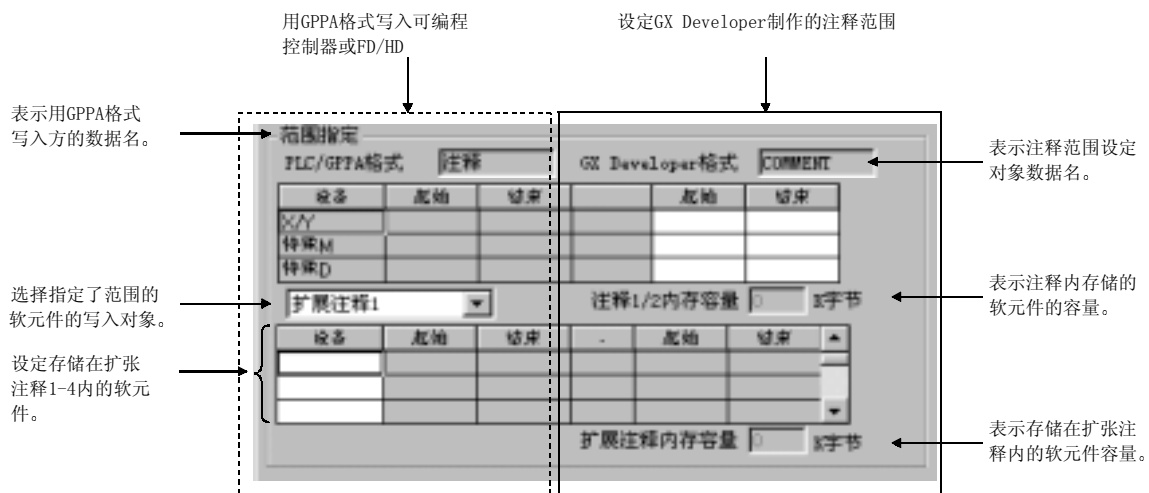 用GPPA格式写入可编程
控制器或FD/HD
设定GX Developer制作的注释范围
表示用GPPA格式
写入方的数据名。
范围指定
PLC/GPPA格式 注释 GX Developer格式 COMMENT
表示注释范围设定
对象数据名。
设备 起始 结束 起始 结束
X/Y
特殊M
特殊D
选择指定了范围的
软元件的写入对象。
扩展注释1 注释1/2内存容量 0 K字节
表示注释内存储的
软元件的容量。
设定存储在扩张
注释1-4内的软元
件。
设备 起始 结束 - 起始 结束
扩展注释内存容量 0 K字节
表示存储在扩张注
释内的软元件容量。